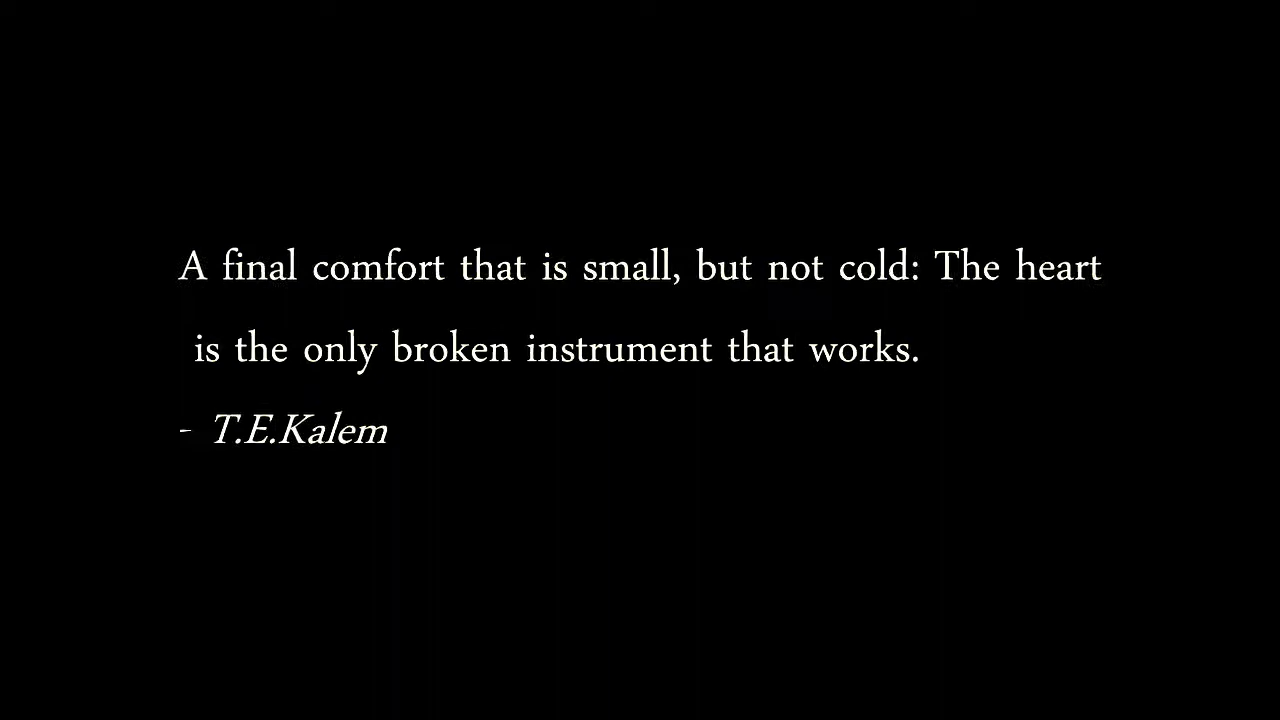 A final comfort that is small, but not cold: The heart
is the only broken instrument that works.
- T.E.Kalem